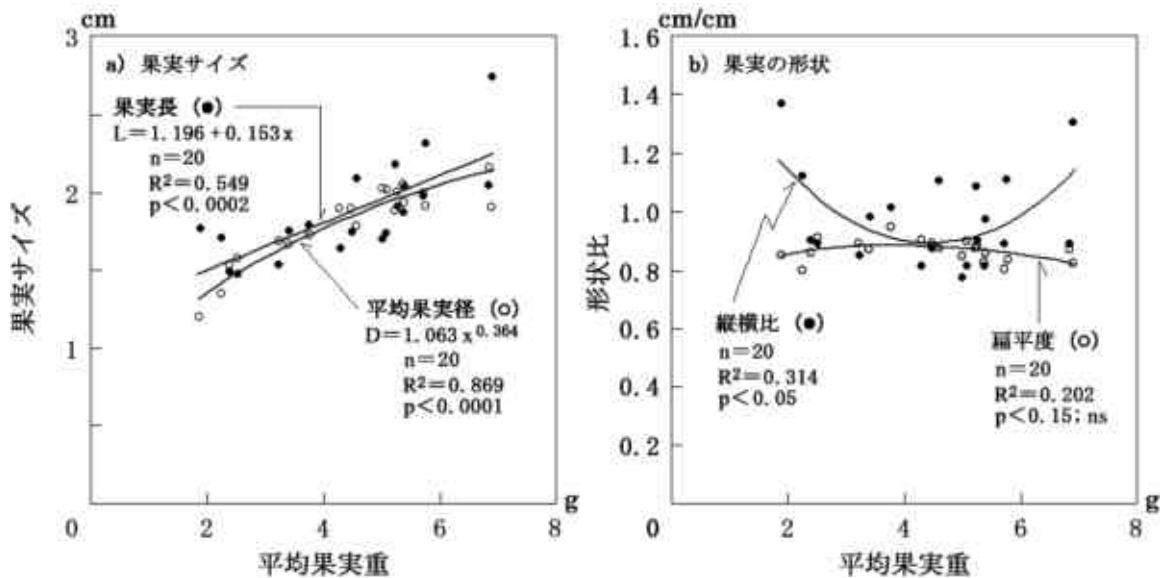 cm
3
a) 果実サイズ
果実長 (●)
L=1.196+0.153x
n=20
R²=0.549
p<0.0002
2
果実サイズ
平均果実径 (○)
D=1.063x^0.364
n=20
R²=0.869
p<0.0001
1
0
2
4
6
8
g
平均果実重
cm/cm
1.6
b) 果実の形状
1.4
1.2
1.0
0.8
形状比
0.6
縦横比 (●)
n=20
R²=0.314
p<0.05
扁平度 (○)
n=20
R²=0.202
p<0.15; ns
0.4
0.2
0
2
4
6
8
g
平均果実重